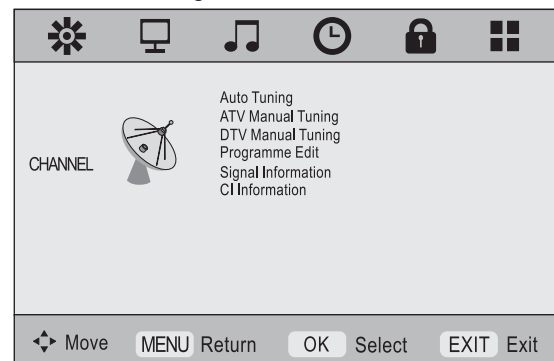 Auto Tuning
ATV Manual Tuning
DTV Manual Tuning
Programme Edit
Signal Information
CI Information
CHANNEL
Move MENU Return OK Select EXIT Exit